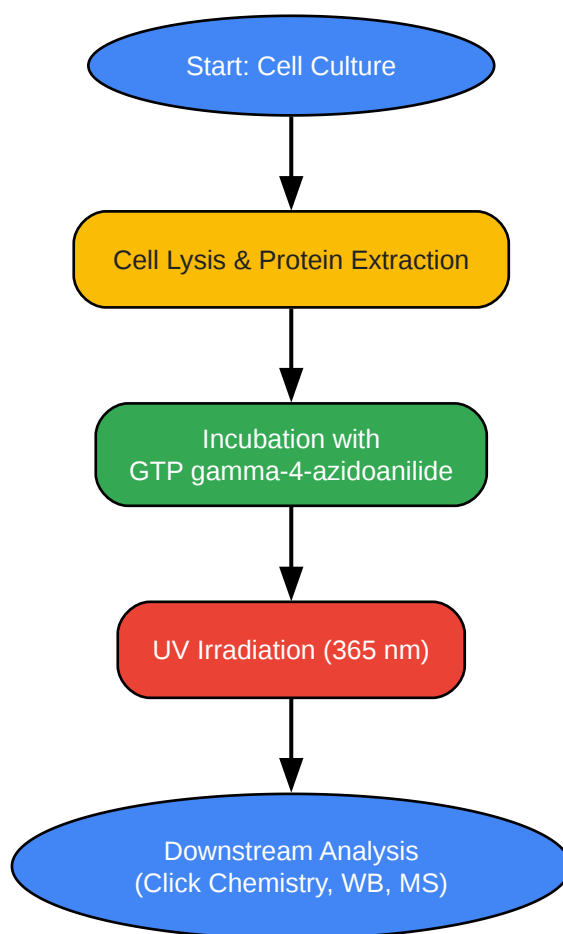 Start: Cell Culture
Cell Lysis & Protein Extraction
Incubation with
GTP gamma-4-azidoanilide
UV Irradiation (365 nm)
Downstream Analysis
(Click Chemistry, WB, MS)